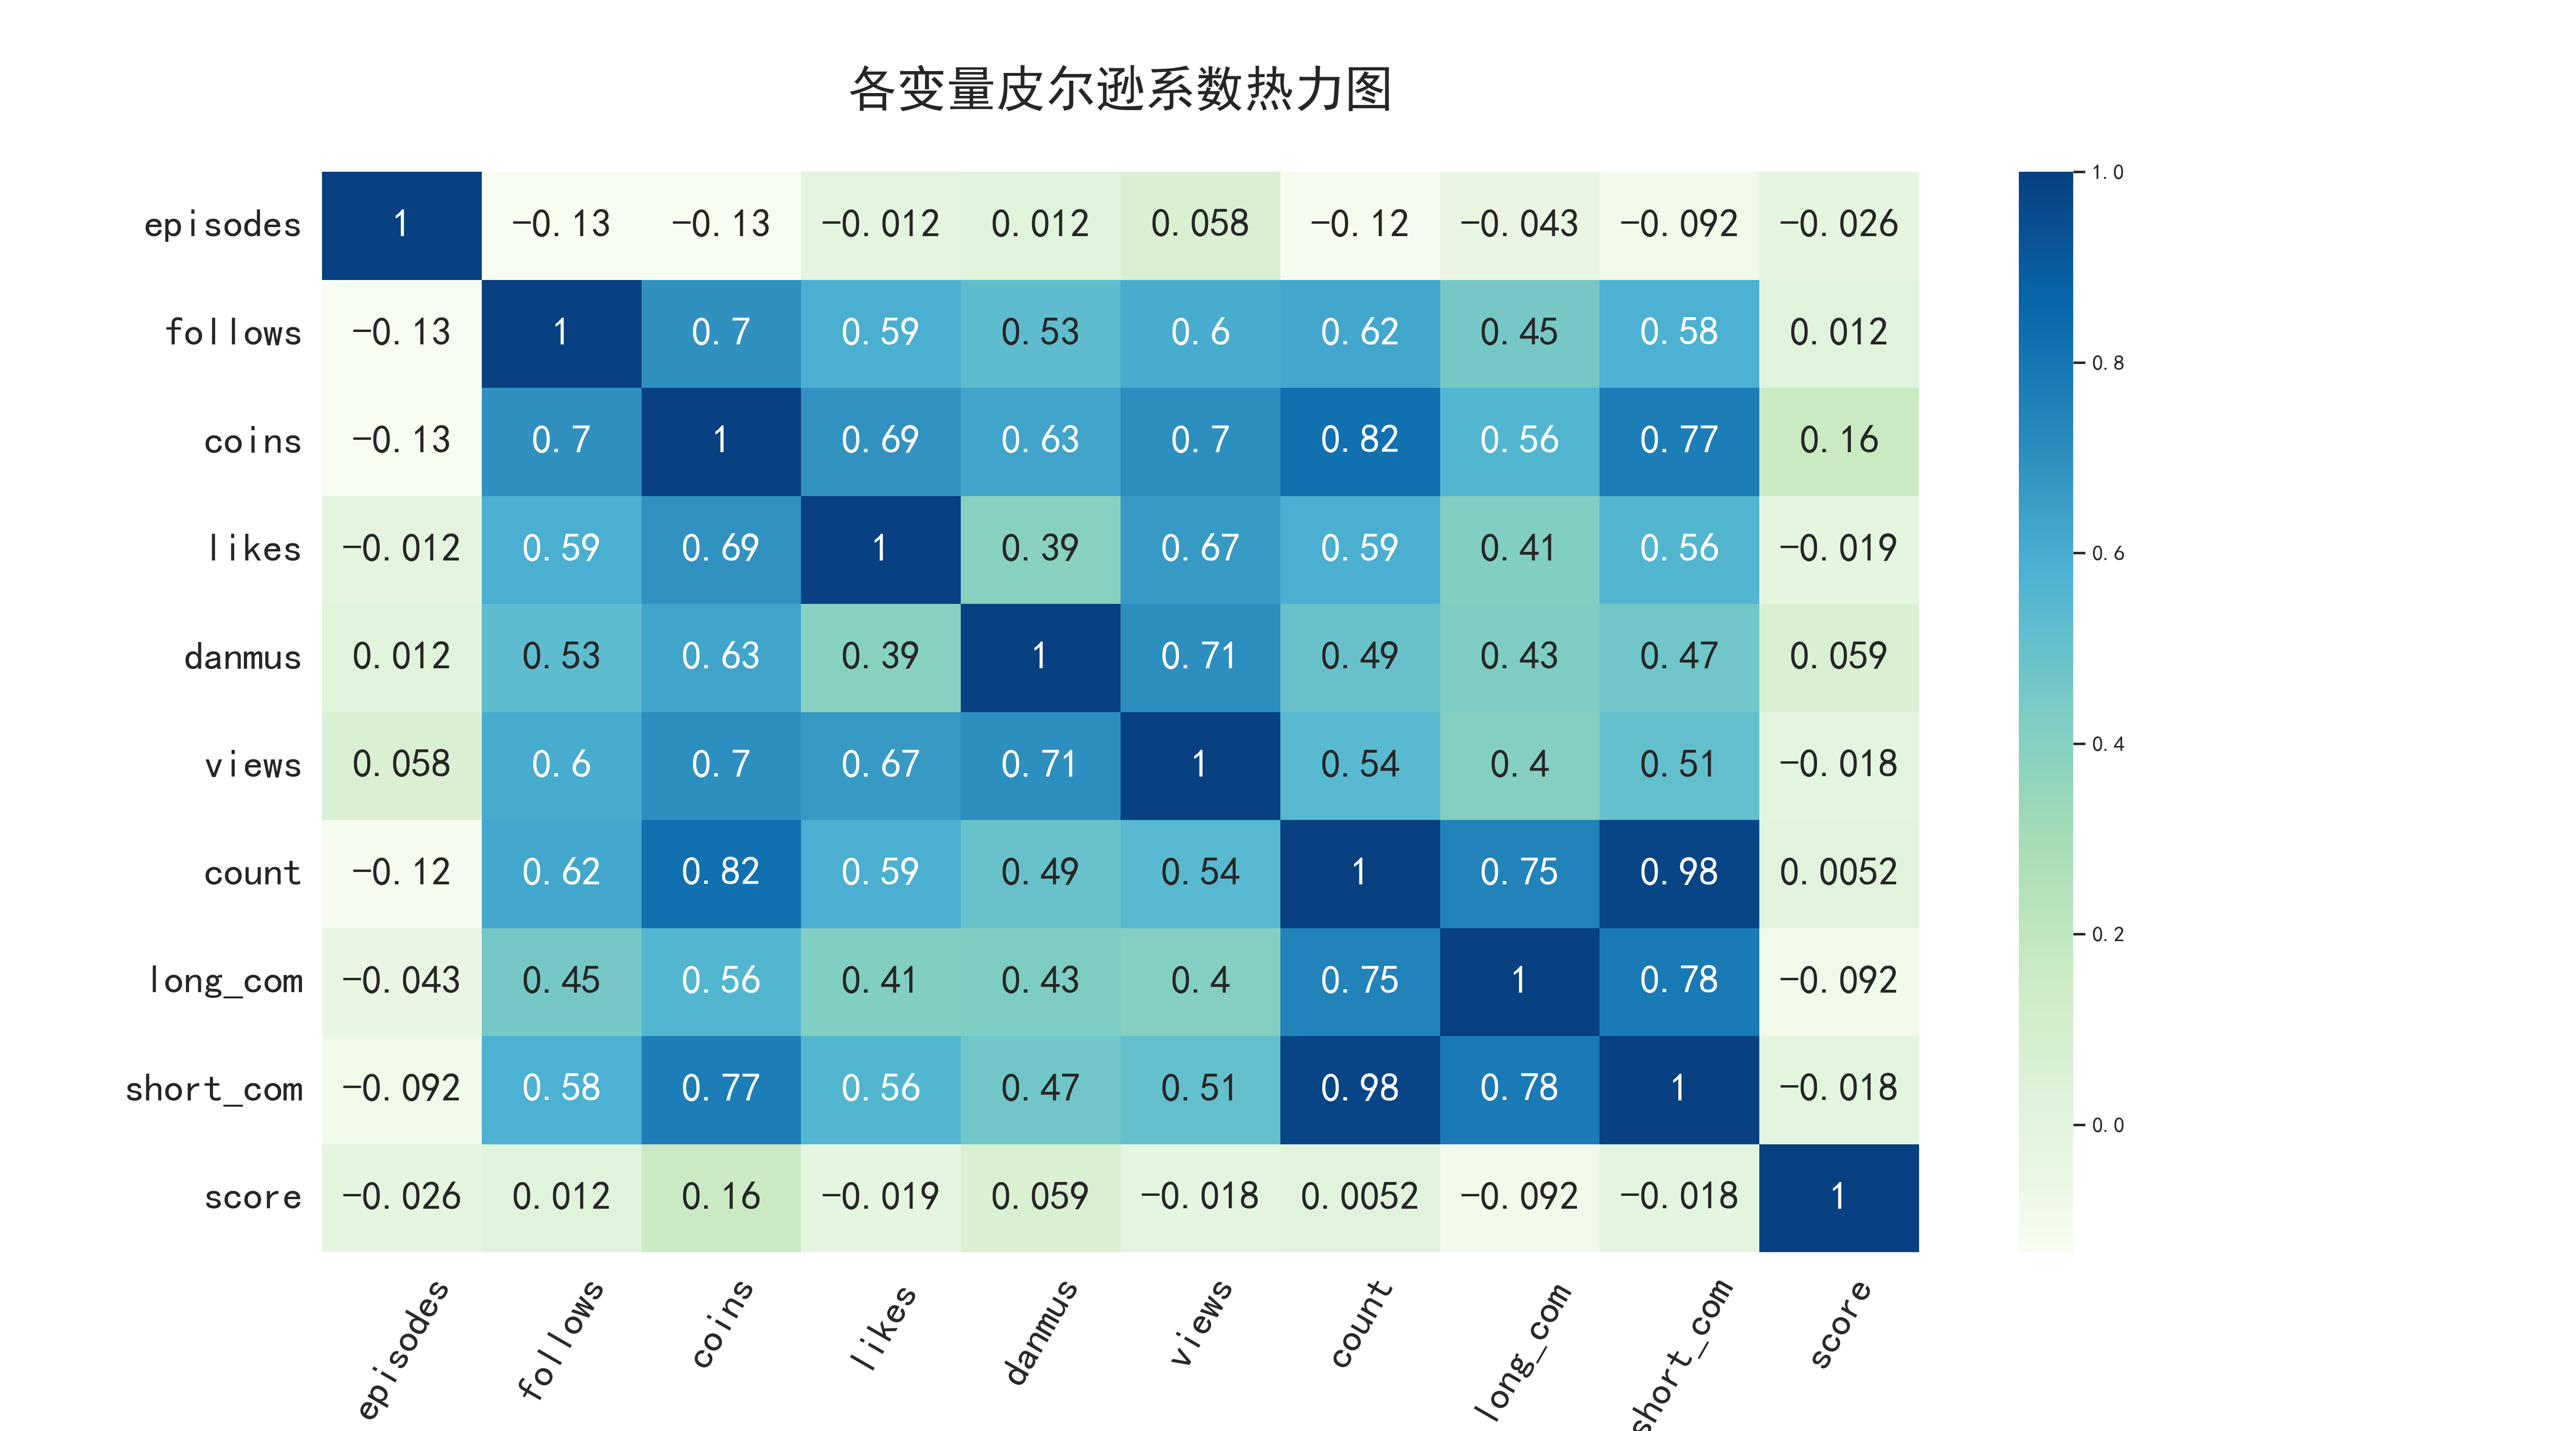 各变量皮尔逊系数热力图
episodes 1 -0.13 -0.13 -0.012 0.012 0.058 -0.12 -0.043 -0.092 -0.026
follows -0.13 1 0.7 0.59 0.53 0.6 0.62 0.45 0.58 0.012
coins -0.13 0.7 1 0.69 0.63 0.7 0.82 0.56 0.77 0.16
likes -0.012 0.59 0.69 1 0.39 0.67 0.59 0.41 0.56 -0.019
danmus 0.012 0.53 0.63 0.39 1 0.71 0.49 0.43 0.47 0.059
views 0.058 0.6 0.7 0.67 0.71 1 0.54 0.4 0.51 -0.018
count -0.12 0.62 0.82 0.59 0.49 0.54 1 0.75 0.98 0.0052
long_com -0.043 0.45 0.56 0.41 0.43 0.4 0.75 1 0.78 -0.092
short_com -0.092 0.58 0.77 0.56 0.47 0.51 0.98 0.78 1 -0.018
score -0.026 0.012 0.16 -0.019 0.059 -0.018 0.0052 -0.092 -0.018 1
episodes follows coins likes danmus views count long_com short_com score
1.0
0.8
0.6
0.4
0.2
0.0